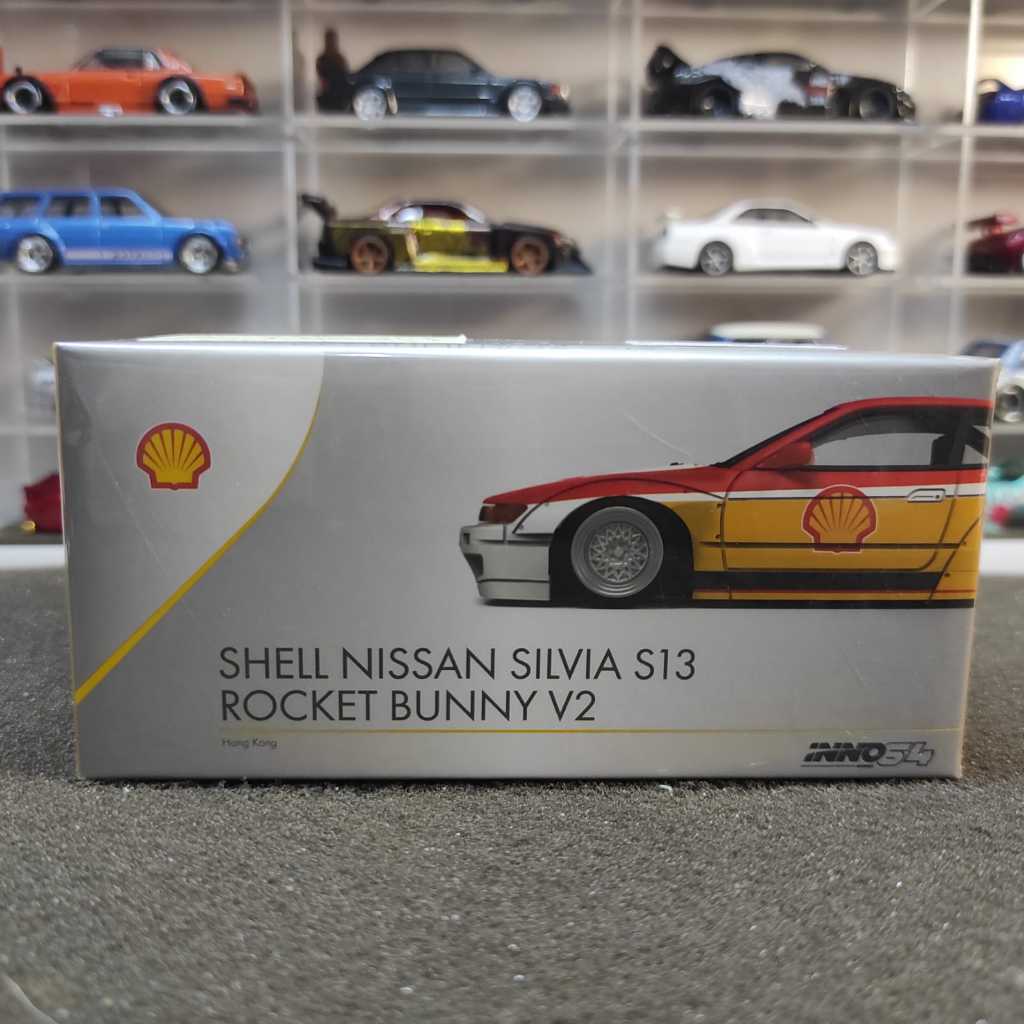 SHELL NISSAN SILVIA S13
ROCKET BUNNY V2
Hong Kong
INNO64